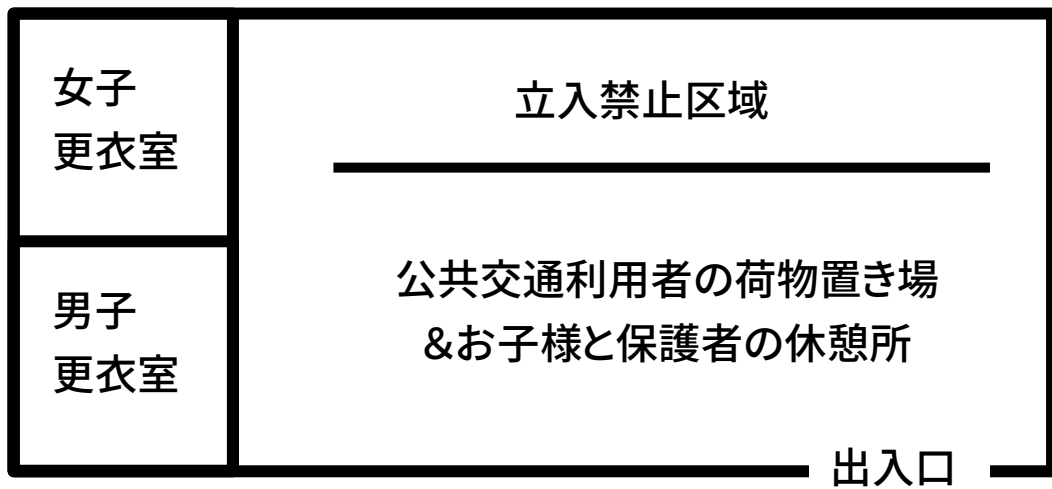 女子
更衣室
立入禁止区域
男子
更衣室
公共交通利用者の荷物置き場
&お子様と保護者の休憩所
出入口